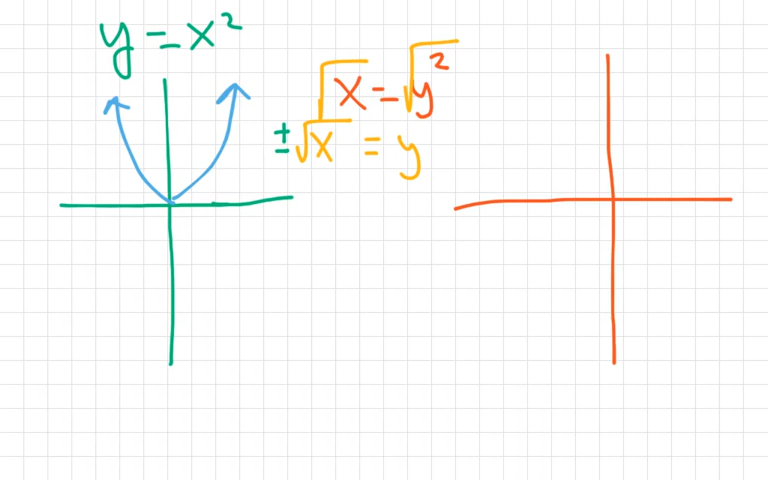 y = x²
√x = √y²
±√x = y